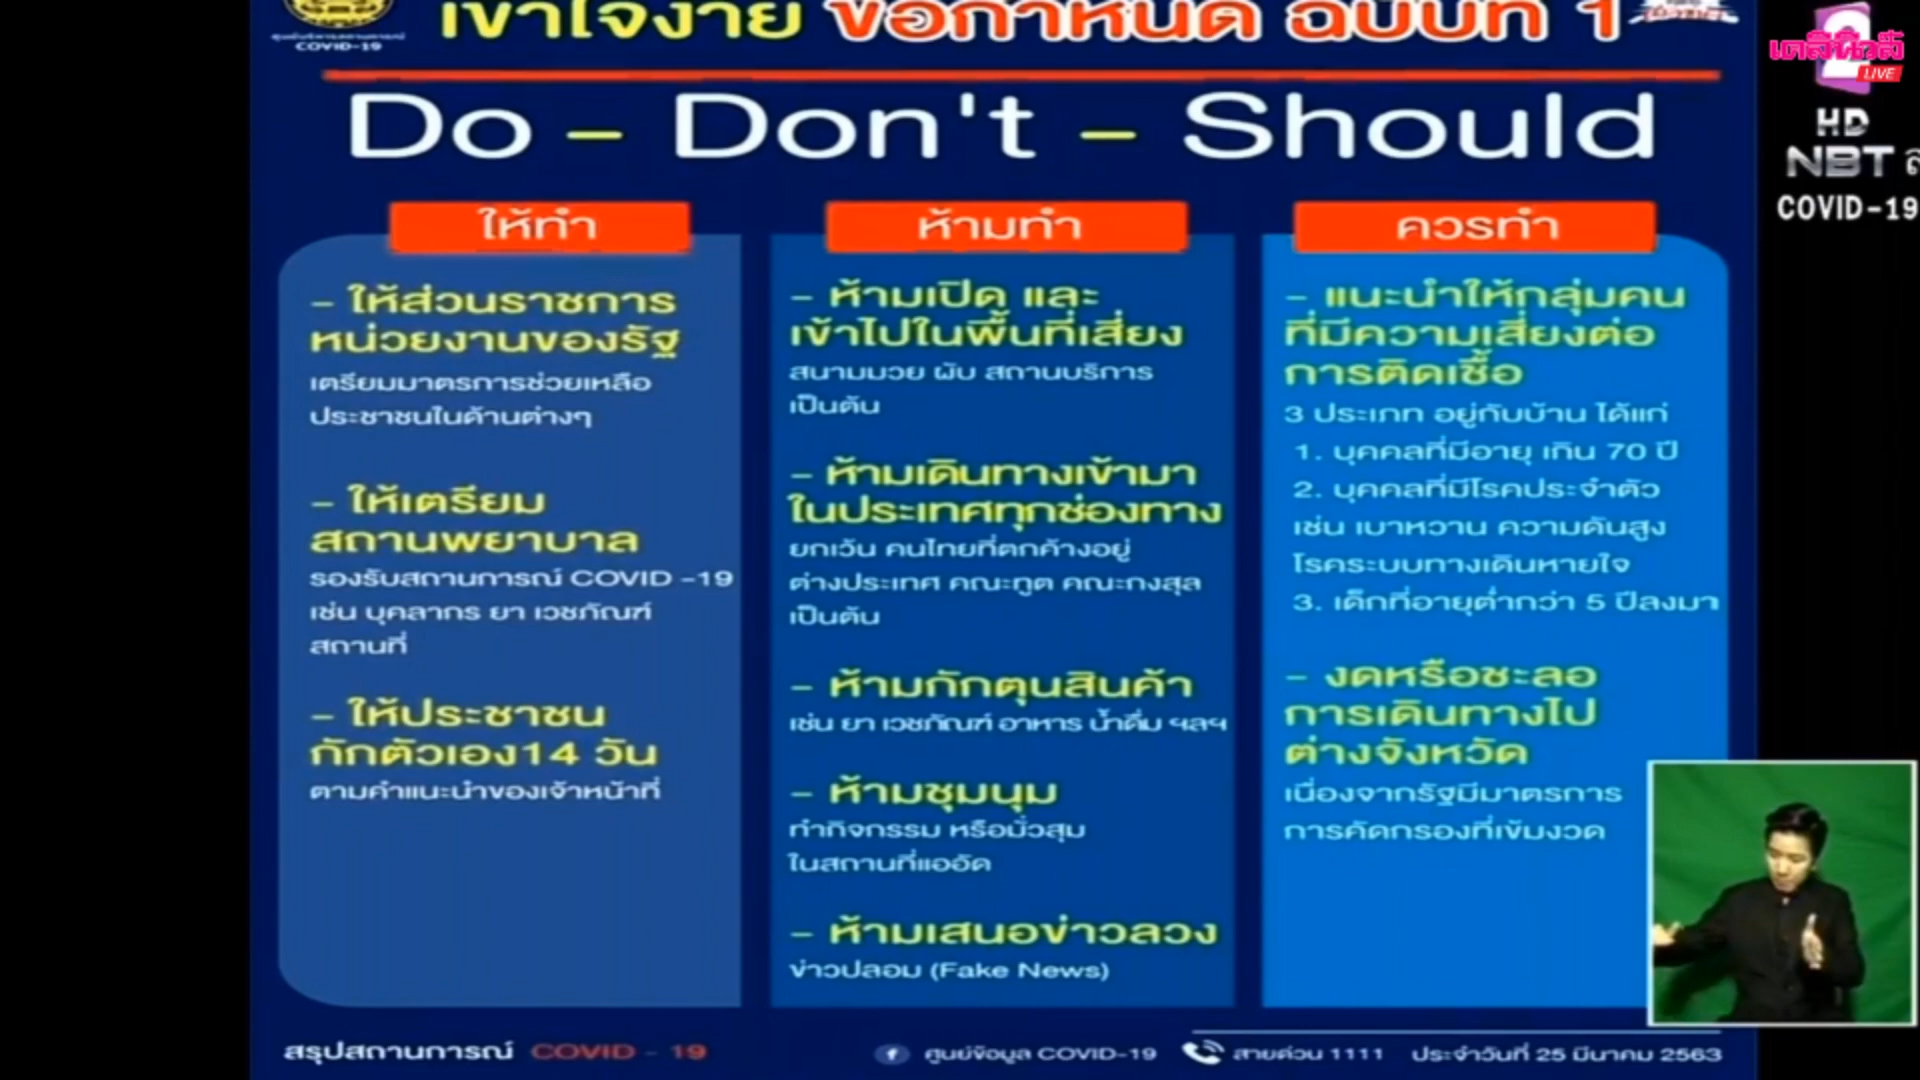 เข้าใจง่าย ข้อกำหนด ฉบับที่ 1
ศูนย์บริหารสถานการณ์
COVID-19
เดลินิวส์
LIVE
2
HD
NBT
COVID-19
Do – Don't – Should
ให้ทำ
– ให้ส่วนราชการ
หน่วยงานของรัฐ
เตรียมมาตรการช่วยเหลือ
ประชาชนในด้านต่างๆ
– ให้เตรียม
สถานพยาบาล
รองรับสถานการณ์ COVID –19
เช่น บุคลากร ยา เวชภัณฑ์
สถานที่
– ให้ประชาชน
กักตัวเอง14 วัน
ตามคำแนะนำของเจ้าหน้าที่
ห้ามทำ
– ห้ามเปิด และ
เข้าไปในพื้นที่เสี่ยง
สนามมวย ผับ สถานบริการ
เป็นต้น
– ห้ามเดินทางเข้ามา
ในประเทศทุกช่องทาง
ยกเว้น คนไทยที่ตกค้างอยู่
ต่างประเทศ คณะทูต คณะกงสุล
เป็นต้น
– ห้ามกักตุนสินค้า
เช่น ยา เวชภัณฑ์ อาหาร น้ำดื่ม ฯลฯ
– ห้ามชุมนุม
ทำกิจกรรม หรือมั่วสุม
ในสถานที่แออัด
– ห้ามเสนอข่าวลวง
ข่าวปลอม (Fake News)
ควรทำ
– แนะนำให้กลุ่มคน
ที่มีความเสี่ยงต่อ
การติดเชื้อ
3 ประเภท อยู่กับบ้าน ได้แก่
1. บุคคลที่มีอายุ เกิน 70 ปี
2. บุคคลที่มีโรคประจำตัว
เช่น เบาหวาน ความดันสูง
โรคระบบทางเดินหายใจ
3. เด็กที่อายุต่ำกว่า 5 ปีลงมา
– งดหรือชะลอ
การเดินทางไป
ต่างจังหวัด
เนื่องจากรัฐมีมาตรการ
การคัดกรองที่เข้มงวด
สรุปสถานการณ์ COVID - 19
ศูนย์ข้อมูล COVID-19
สายด่วน 1111
ประจำวันที่ 25 มีนาคม 2563